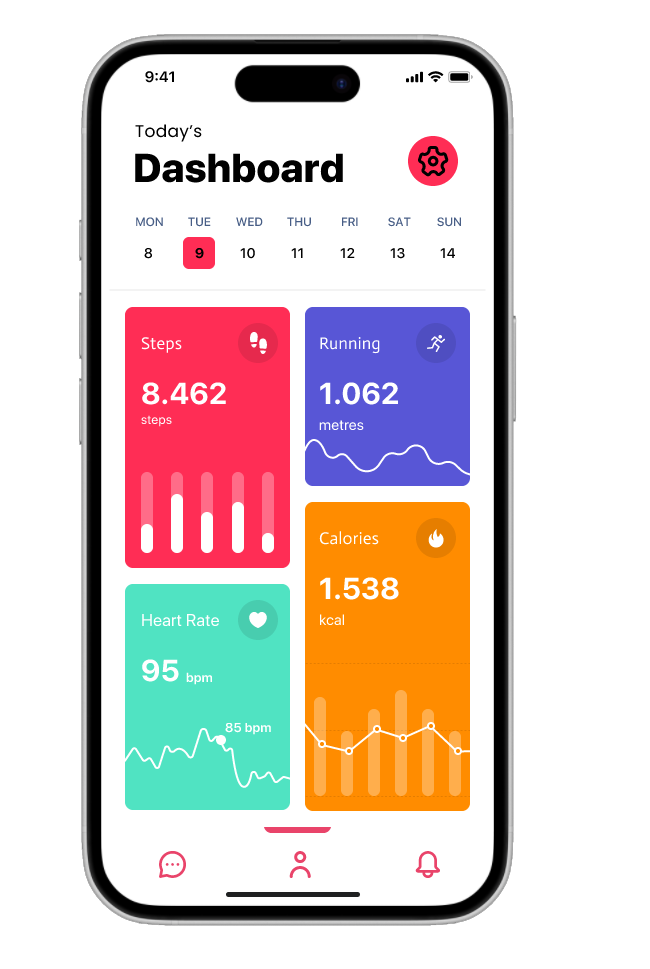 9:41
Today's
Dashboard
MON TUE WED THU FRI SAT SUN
8 9 10 11 12 13 14
Steps
8.462
steps
Running
1.062
metres
Heart Rate
95 bpm
85 bpm
Calories
1.538
kcal